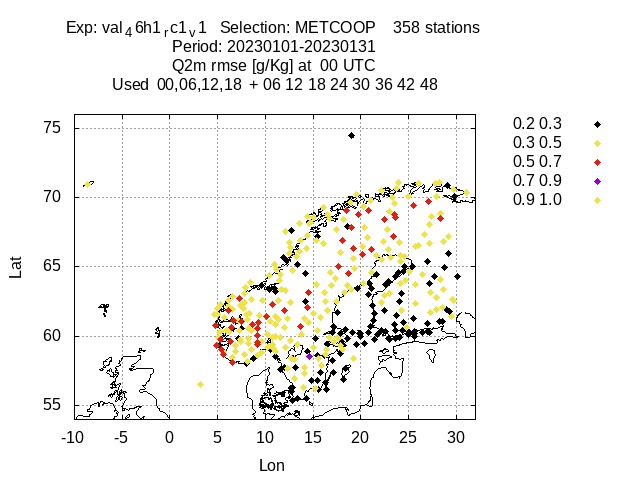 Exp: val_4 6h1_r c1_v 1 Selection: METCOOP 358 stations
Period: 20230101-20230131
Q2m rmse [g/Kg] at 00 UTC
Used 00,06,12,18 + 06 12 18 24 30 36 42 48
0.2 0.3
0.3 0.5
0.5 0.7
0.7 0.9
0.9 1.0
75
70
65
60
55
Lat
-10 -5 0 5 10 15 20 25 30
Lon